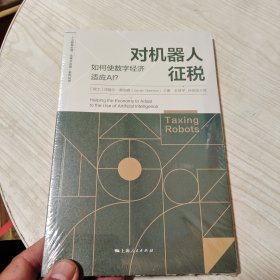 对机器人
征税
如何使数字经济
适应AI?
Helping the Economy to Adapt
to the Use of Artificial Intelligence
Taxing
Robots
上海人民出版社